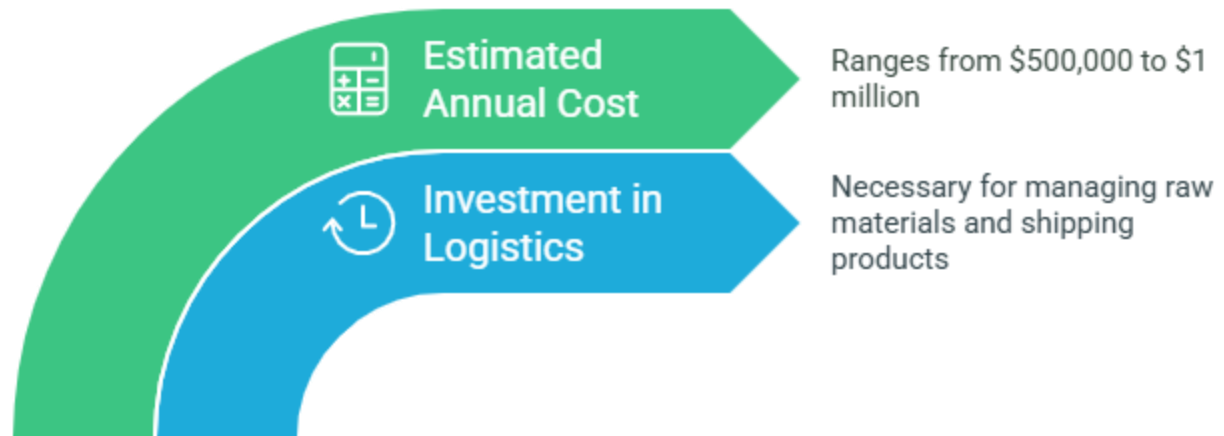 Estimated
Annual Cost
Ranges from $500,000 to $1
million
Investment in
Logistics
Necessary for managing raw
materials and shipping
products